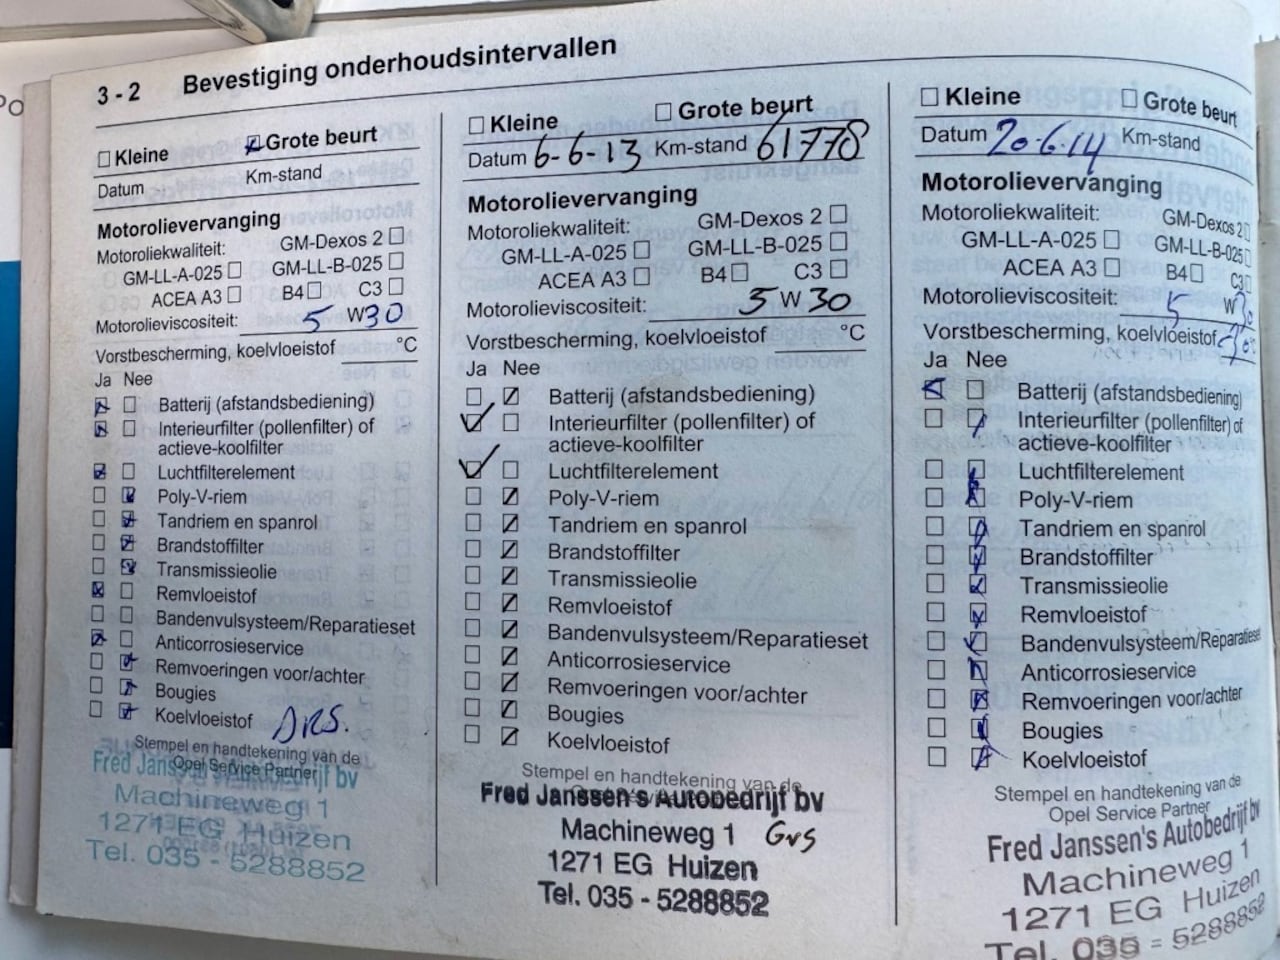 3 - 2 Bevestiging onderhoudsintervallen
☐ Kleine ☑ Grote beurt
Datum Km-stand
Motorolievervanging
Motoroliekwaliteit: GM-Dexos 2 ☐
GM-LL-A-025 ☐ GM-LL-B-025 ☐
ACEA A3 ☐ B4 ☐ C3 ☐
Motorolieviscositeit: 5 W 30
Vorstbescherming, koelvloeistof °C
Ja Nee
☑ ☐ Batterij (afstandsbediening)
☑ ☐ Interieurfilter (pollenfilter) of
actieve-koolfilter
☑ ☐ Luchtfilterelement
☐ ☑ Poly-V-riem
☐ ☑ Tandriem en spanrol
☐ ☑ Brandstoffilter
☐ ☑ Transmissieolie
☑ ☐ Remvloeistof
☐ ☐ Bandenvulsysteem/Reparatieset
☑ ☐ Anticorrosieservice
☐ ☑ Remvoeringen voor/achter
☐ ☑ Bougies
☐ ☑ Koelvloeistof
Stempel en handtekening van de
Opel Service Partner
Fred Janssen's Autobedrijf bv
Machineweg 1
1271 EG Huizen
Tel. 035 - 5288852
☐ Kleine ☐ Grote beurt
Datum 6-6-13 Km-stand 61778
Motorolievervanging
Motoroliekwaliteit: GM-Dexos 2 ☐
GM-LL-A-025 ☐ GM-LL-B-025 ☐
ACEA A3 ☐ B4 ☐ C3 ☐
Motorolieviscositeit: 5 W 30
Vorstbescherming, koelvloeistof °C
Ja Nee
☐ ☑ Batterij (afstandsbediening)
☑ ☐ Interieurfilter (pollenfilter) of
actieve-koolfilter
☑ ☐ Luchtfilterelement
☐ ☑ Poly-V-riem
☐ ☑ Tandriem en spanrol
☐ ☑ Brandstoffilter
☐ ☑ Transmissieolie
☐ ☑ Remvloeistof
☐ ☑ Bandenvulsysteem/Reparatieset
☐ ☑ Anticorrosieservice
☐ ☑ Remvoeringen voor/achter
☐ ☑ Bougies
☐ ☑ Koelvloeistof
Stempel en handtekening van de
Fred Janssen's Autobedrijf bv
Machineweg 1
1271 EG Huizen
Tel. 035 - 5288852
☐ Kleine ☐ Grote beurt
Datum 20-6-14 Km-stand
Motorolievervanging
Motoroliekwaliteit: GM-Dexos 2 ☐
GM-LL-A-025 ☐ GM-LL-B-025 ☐
ACEA A3 ☐ B4 ☐ C3 ☐
Motorolieviscositeit: 5 W 30
Vorstbescherming, koelvloeistof °C
Ja Nee
☑ ☐ Batterij (afstandsbediening)
☐ ☑ Interieurfilter (pollenfilter) of
actieve-koolfilter
☐ ☑ Luchtfilterelement
☐ ☑ Poly-V-riem
☐ ☑ Tandriem en spanrol
☐ ☑ Brandstoffilter
☐ ☑ Transmissieolie
☐ ☑ Remvloeistof
☐ ☑ Bandenvulsysteem/Reparatieset
☐ ☑ Anticorrosieservice
☐ ☑ Remvoeringen voor/achter
☐ ☑ Bougies
☐ ☑ Koelvloeistof
Stempel en handtekening van de
Opel Service Partner
Fred Janssen's Autobedrijf bv
Machineweg 1
1271 EG Huizen
Tel. 035 - 5288852